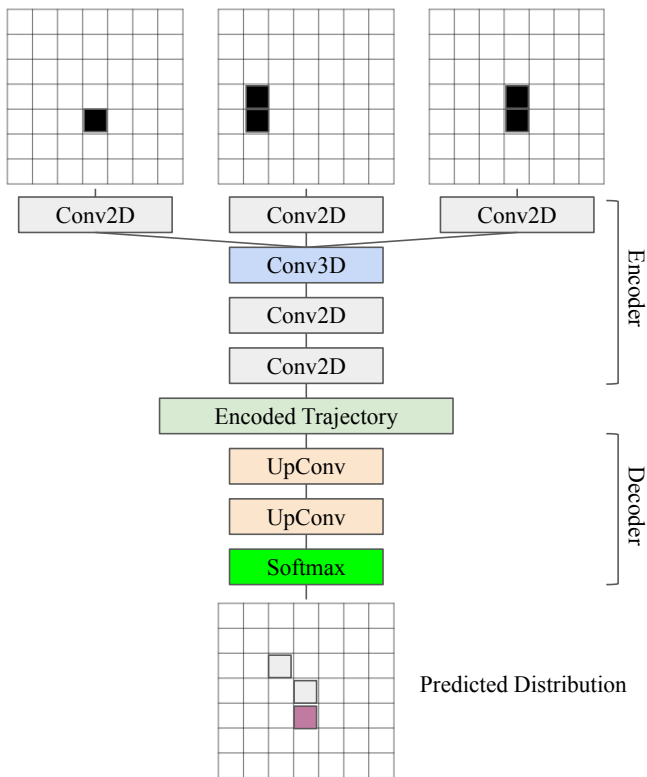 Conv2D
Conv2D
Conv2D
Encoder
Conv3D
Conv2D
Conv2D
Encoded Trajectory
Decoder
UpConv
UpConv
Softmax
Predicted Distribution